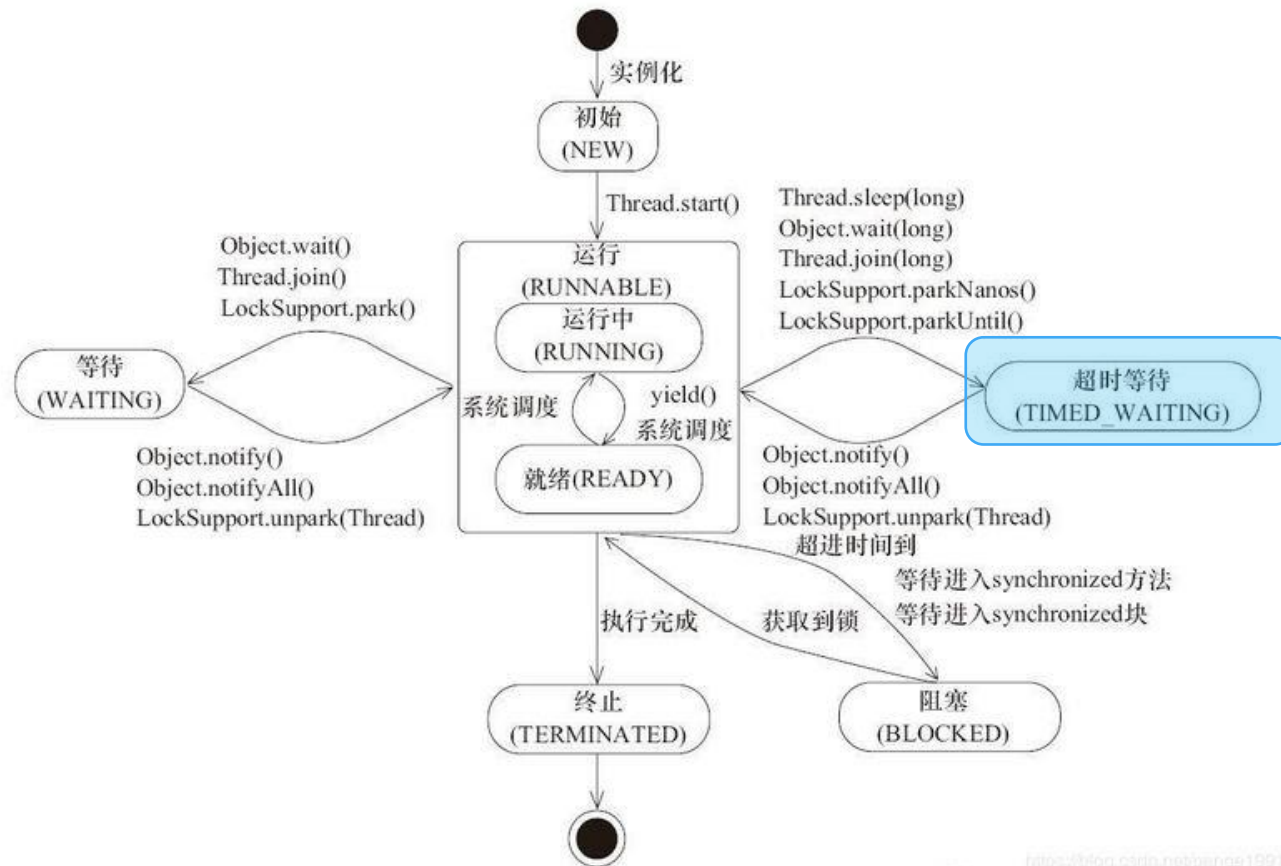 实例化
初始
(NEW)
Thread.start()
Object.wait()
Thread.join()
LockSupport.park()
Thread.sleep(long)
Object.wait(long)
Thread.join(long)
LockSupport.parkNanos()
LockSupport.parkUntil()
运行
(RUNNABLE)
运行中
(RUNNING)
等待
(WAITING)
超时等待
(TIMED_WAITING)
系统调度
yield()
系统调度
就绪(READY)
Object.notify()
Object.notifyAll()
LockSupport.unpark(Thread)
Object.notify()
Object.notifyAll()
LockSupport.unpark(Thread)
超进时间到
等待进入synchronized方法
等待进入synchronized块
执行完成
获取到锁
终止
(TERMINATED)
阻塞
(BLOCKED)